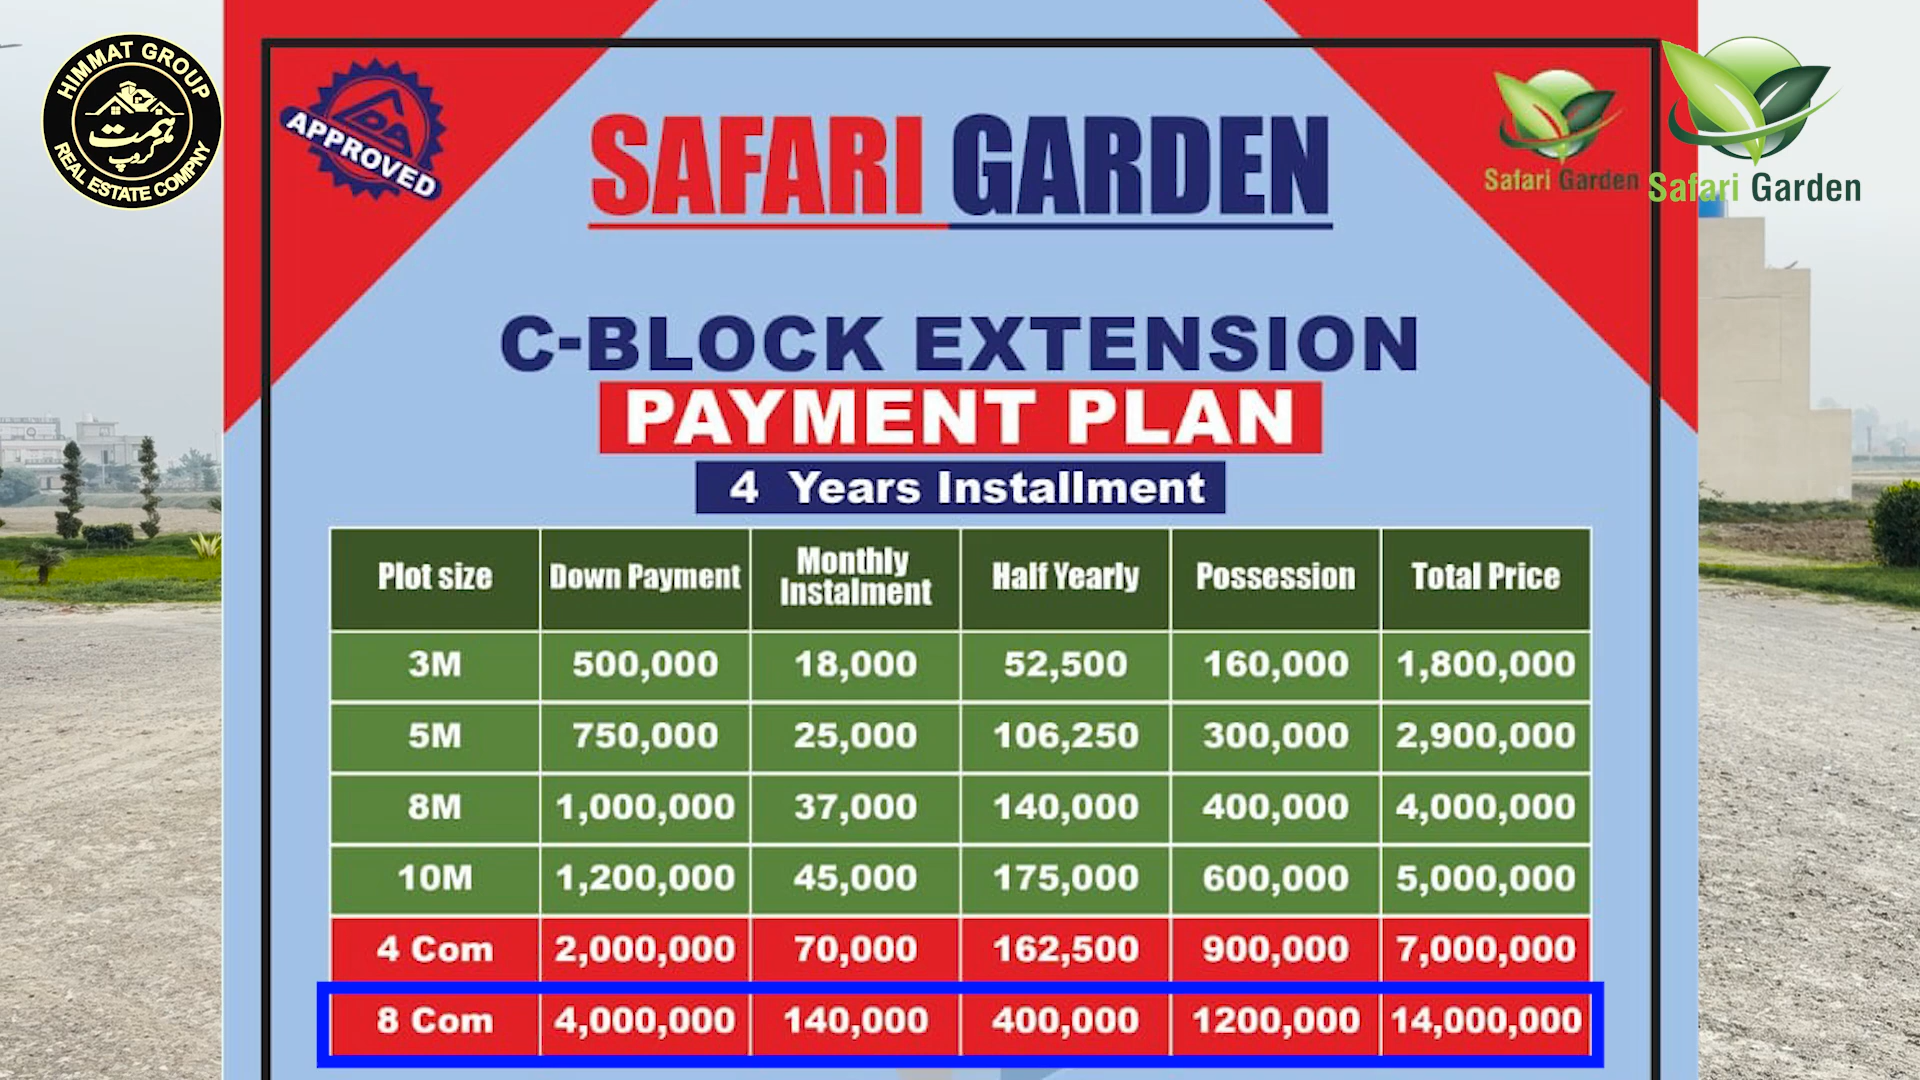 HIMMAT GROUP
ہمت
گروپ
REAL ESTATE COMPNY
LDA
APPROVED
SAFARI GARDEN
Safari Garden
Safari Garden
C-BLOCK EXTENSION
PAYMENT PLAN
4 Years Installment
Plot size Down Payment Monthly Instalment Half Yearly Possession Total Price
3M 500,000 18,000 52,500 160,000 1,800,000
5M 750,000 25,000 106,250 300,000 2,900,000
8M 1,000,000 37,000 140,000 400,000 4,000,000
10M 1,200,000 45,000 175,000 600,000 5,000,000
4 Com 2,000,000 70,000 162,500 900,000 7,000,000
8 Com 4,000,000 140,000 400,000 1200,000 14,000,000